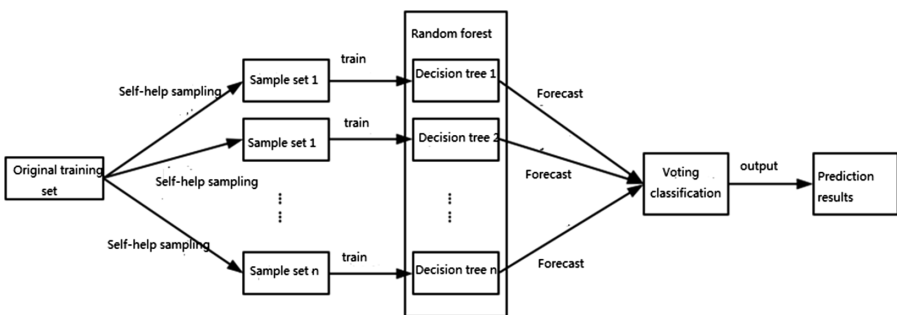 Random forest
train
Decision tree 1
Sample set 1
Self-help sampling
Forecast
train
Sample set 1
Decision tree 2
Original training
set
Self-help sampling
Forecast
Voting
classification
output
Prediction
results
Self-help sampling
train
Sample set n
Decision tree n
Forecast